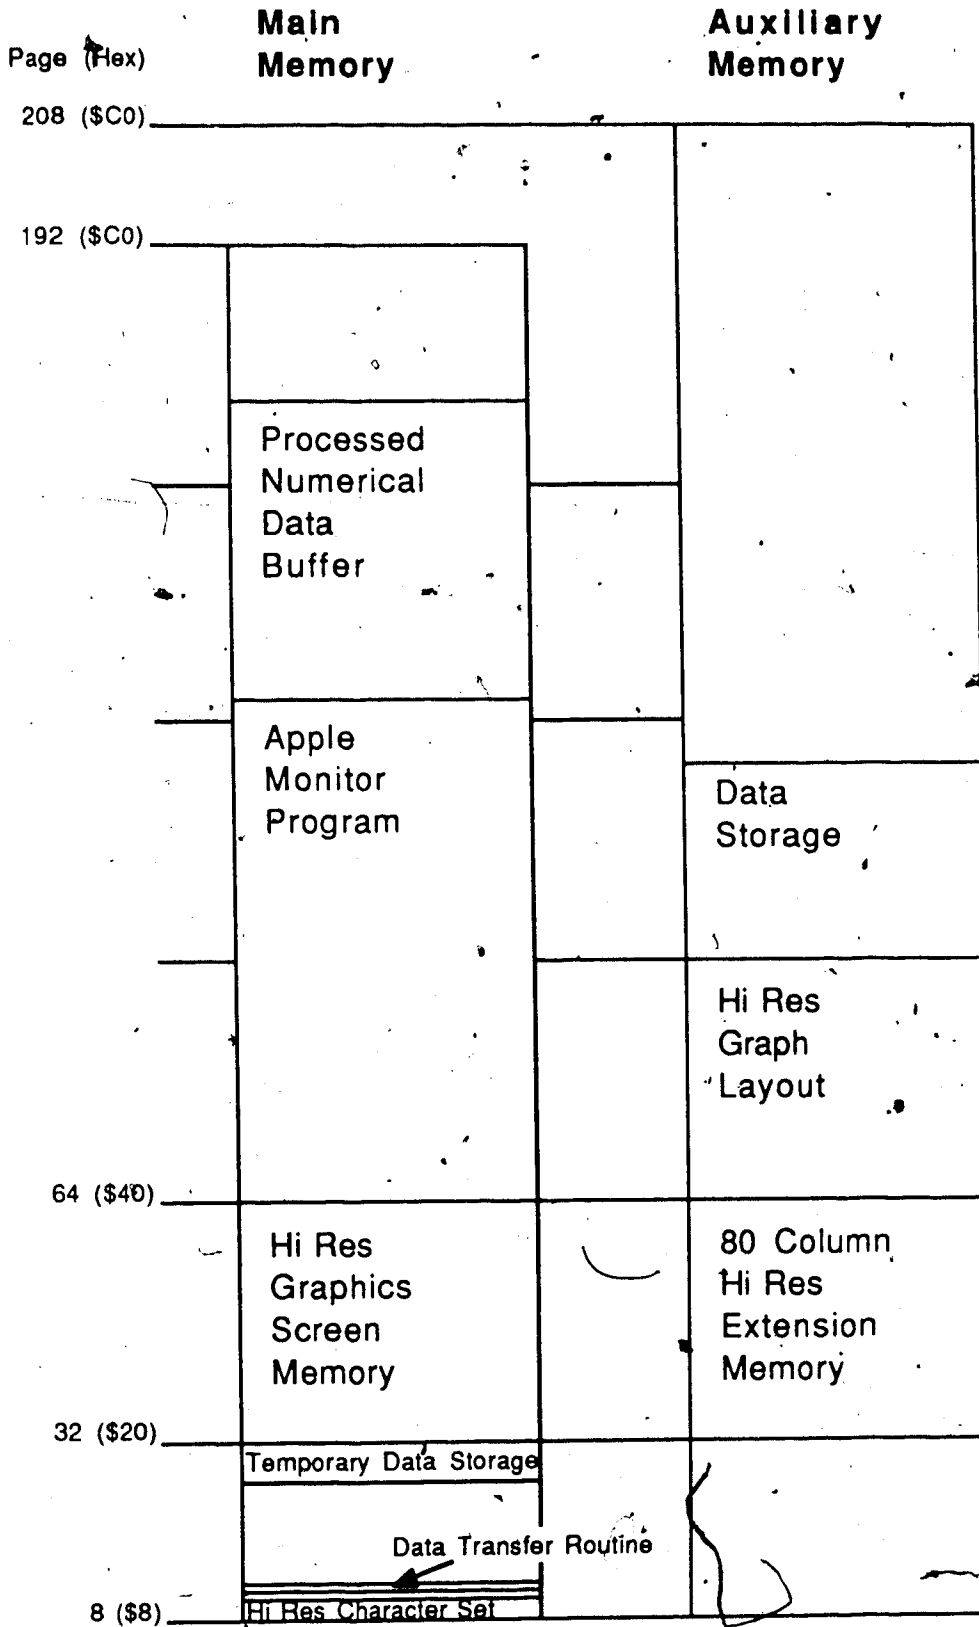 Main
Memory
Auxiliary
Memory
Page (Hex)
208 ($C0)
192 ($C0)
Processed
Numerical
Data
Buffer
Apple
Monitor
Program
Data
Storage
Hi Res
Graph
Layout
64 ($40)
Hi Res
Graphics
Screen
Memory
80 Column
Hi Res
Extension
Memory
32 ($20)
Temporary Data Storage
Data Transfer Routine
8 ($8)
Hi Res Character Set